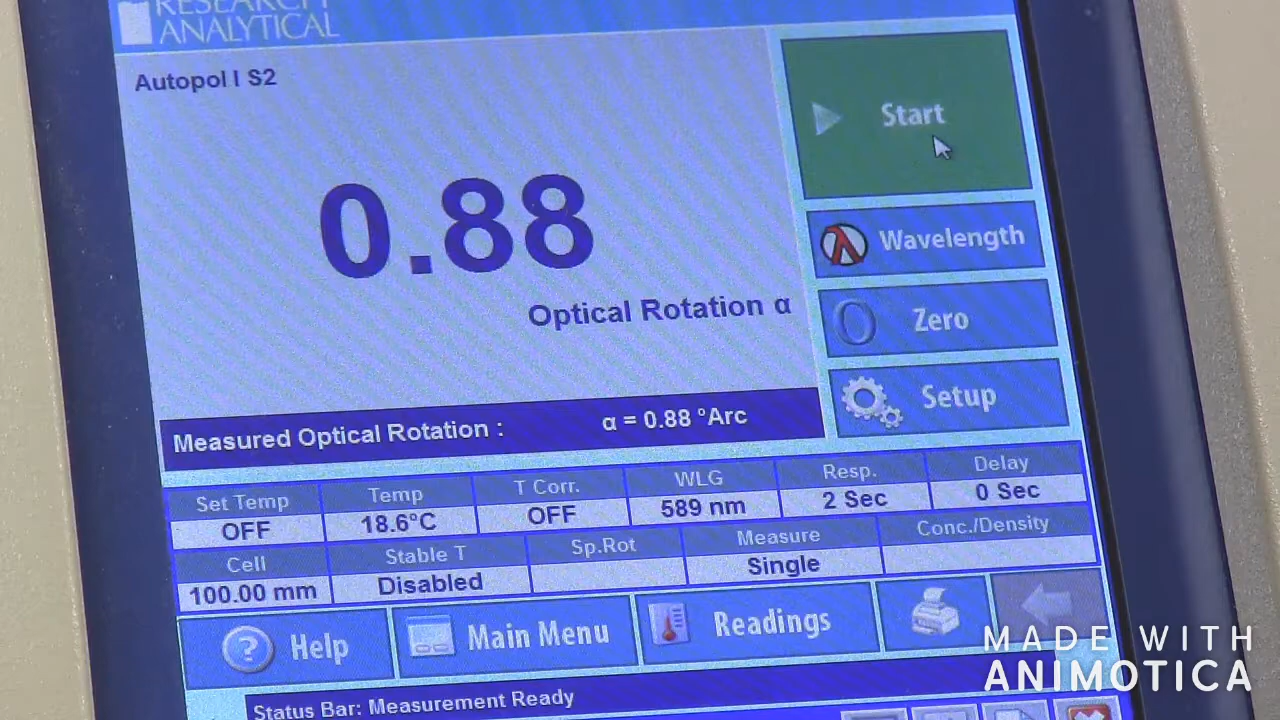 RESEARCH
ANALYTICAL
Autopol I S2
0.88
Optical Rotation α
Measured Optical Rotation : α = 0.88 °Arc
Start
Wavelength
Zero
Setup
Set Temp Temp T Corr. WLG Resp. Delay
OFF 18.6°C OFF 589 nm 2 Sec 0 Sec
Cell Stable T Sp.Rot Measure Conc./Density
100.00 mm Disabled Single
Help Main Menu Readings
Status Bar: Measurement Ready
MADE WITH
ANIMOTICA